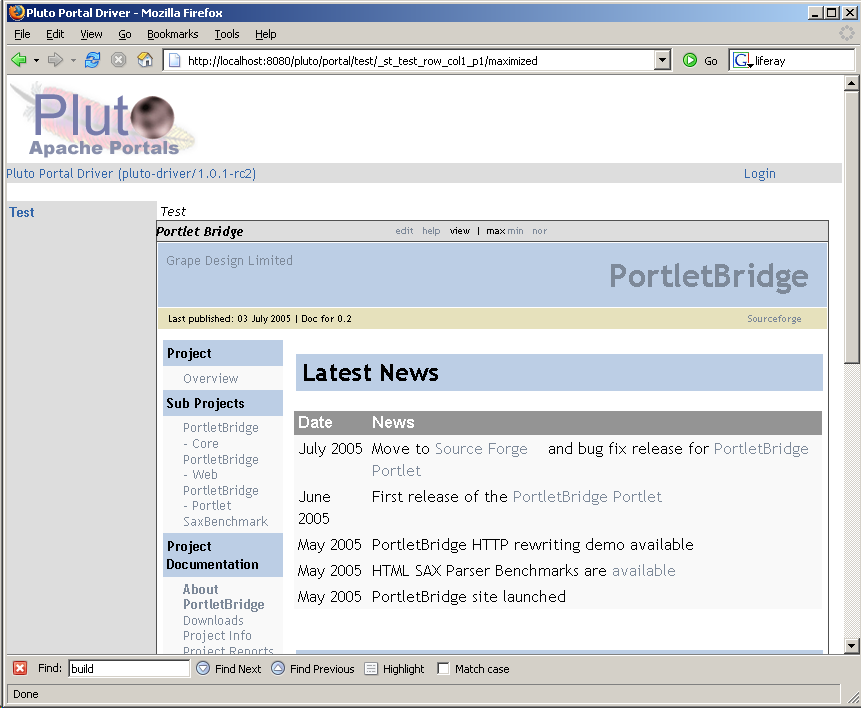 Pluto Portal Driver - Mozilla Firefox
File Edit View Go Bookmarks Tools Help
http://localhost:8080/pluto/portal/test/_st_test_row_col1_p1/maximized Go G liferay
Pluto
Apache Portals
Pluto Portal Driver (pluto-driver/1.0.1-rc2) Login
Test
Test
Portlet Bridge edit help view | max min nor
Grape Design Limited
PortletBridge
Last published: 03 July 2005 | Doc for 0.2 Sourceforge
Project
Overview
Sub Projects
PortletBridge
- Core
PortletBridge
- Web
PortletBridge
- Portlet
SaxBenchmark
Project
Documentation
About
PortletBridge
Downloads
Project Info
Project Reports
Latest News
Date News
July 2005 Move to Source Forge and bug fix release for PortletBridge
Portlet
June First release of the PortletBridge Portlet
2005
May 2005 PortletBridge HTTP rewriting demo available
May 2005 HTML SAX Parser Benchmarks are available
May 2005 PortletBridge site launched
Find: build Find Next Find Previous Highlight Match case
Done